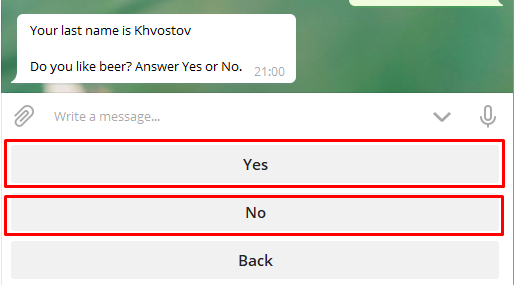 Your last name is Khvostov
Do you like beer? Answer Yes or No.
21:00
Write a message...
Yes
No
Back